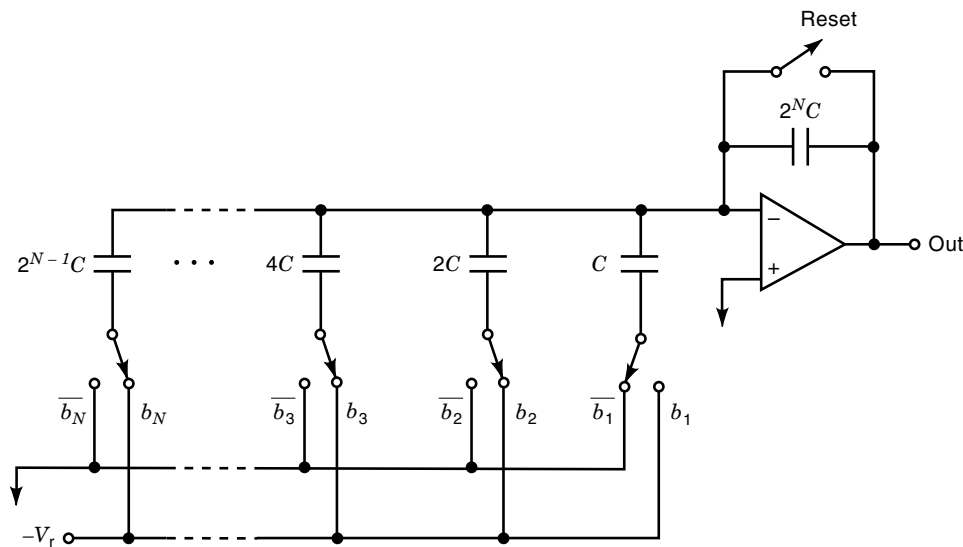 Reset
2^N C
−
+
Out
2^{N – 1}C
• • •
4C
2C
C
b̅_N
b_N
b̅_3
b_3
b̅_2
b_2
b̅_1
b_1
–V_r